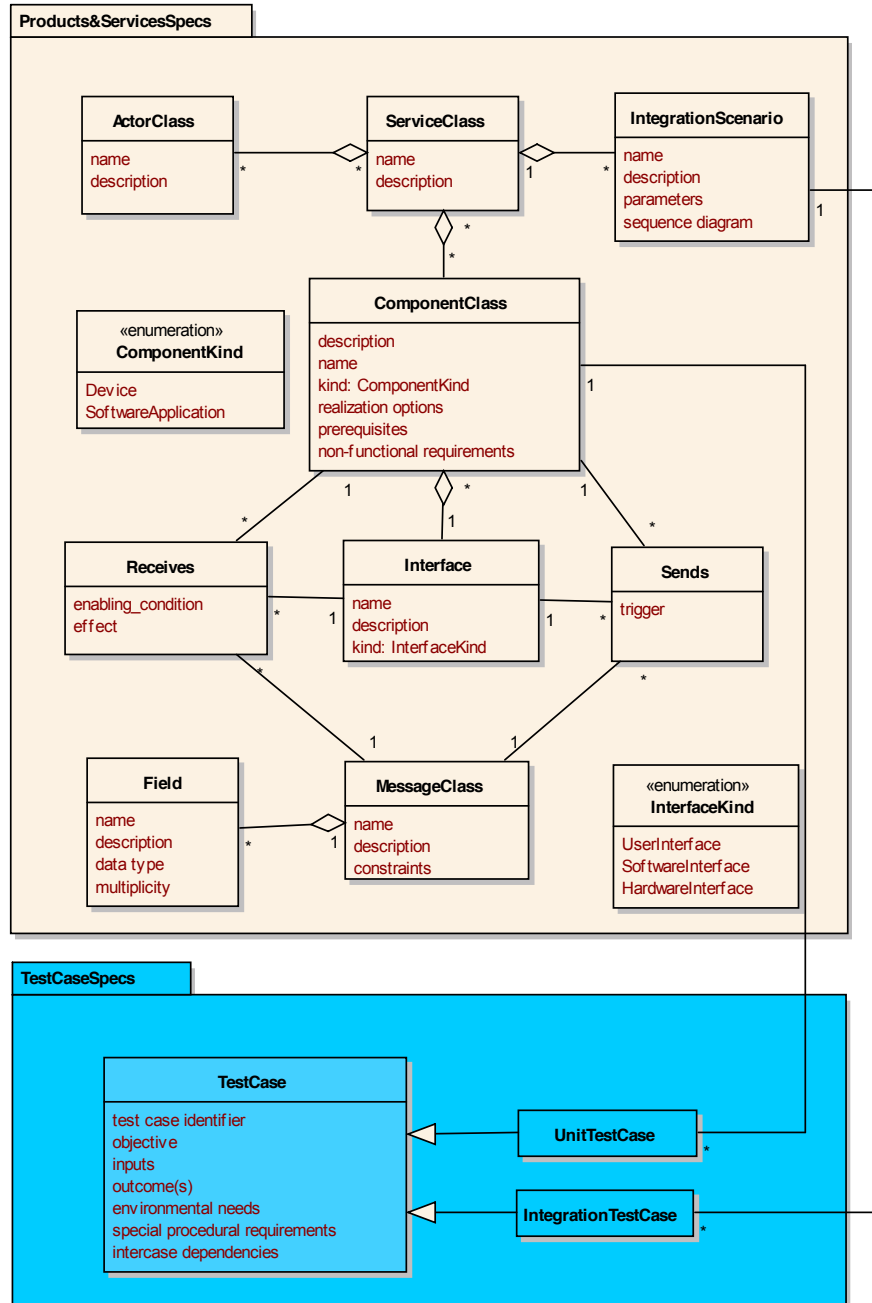 Products&ServicesSpecs
ActorClass
name
description
*
*
ServiceClass
name
description
1
*
IntegrationScenario
name
description
parameters
sequence diagram
1
*
*
«enumeration»
ComponentKind
Device
SoftwareApplication
ComponentClass
description
name
kind: ComponentKind
realization options
prerequisites
non-functional requirements
1
1
*
1
*
1
*
*
Receives
enabling_condition
effect
*
1
Interface
name
description
kind: InterfaceKind
1
*
Sends
trigger
*
1
*
1
Field
name
description
data type
multiplicity
*
1
MessageClass
name
description
constraints
«enumeration»
InterfaceKind
UserInterface
SoftwareInterface
HardwareInterface
TestCaseSpecs
TestCase
test case identifier
objective
inputs
outcome(s)
environmental needs
special procedural requirements
intercase dependencies
UnitTestCase
*
IntegrationTestCase
*